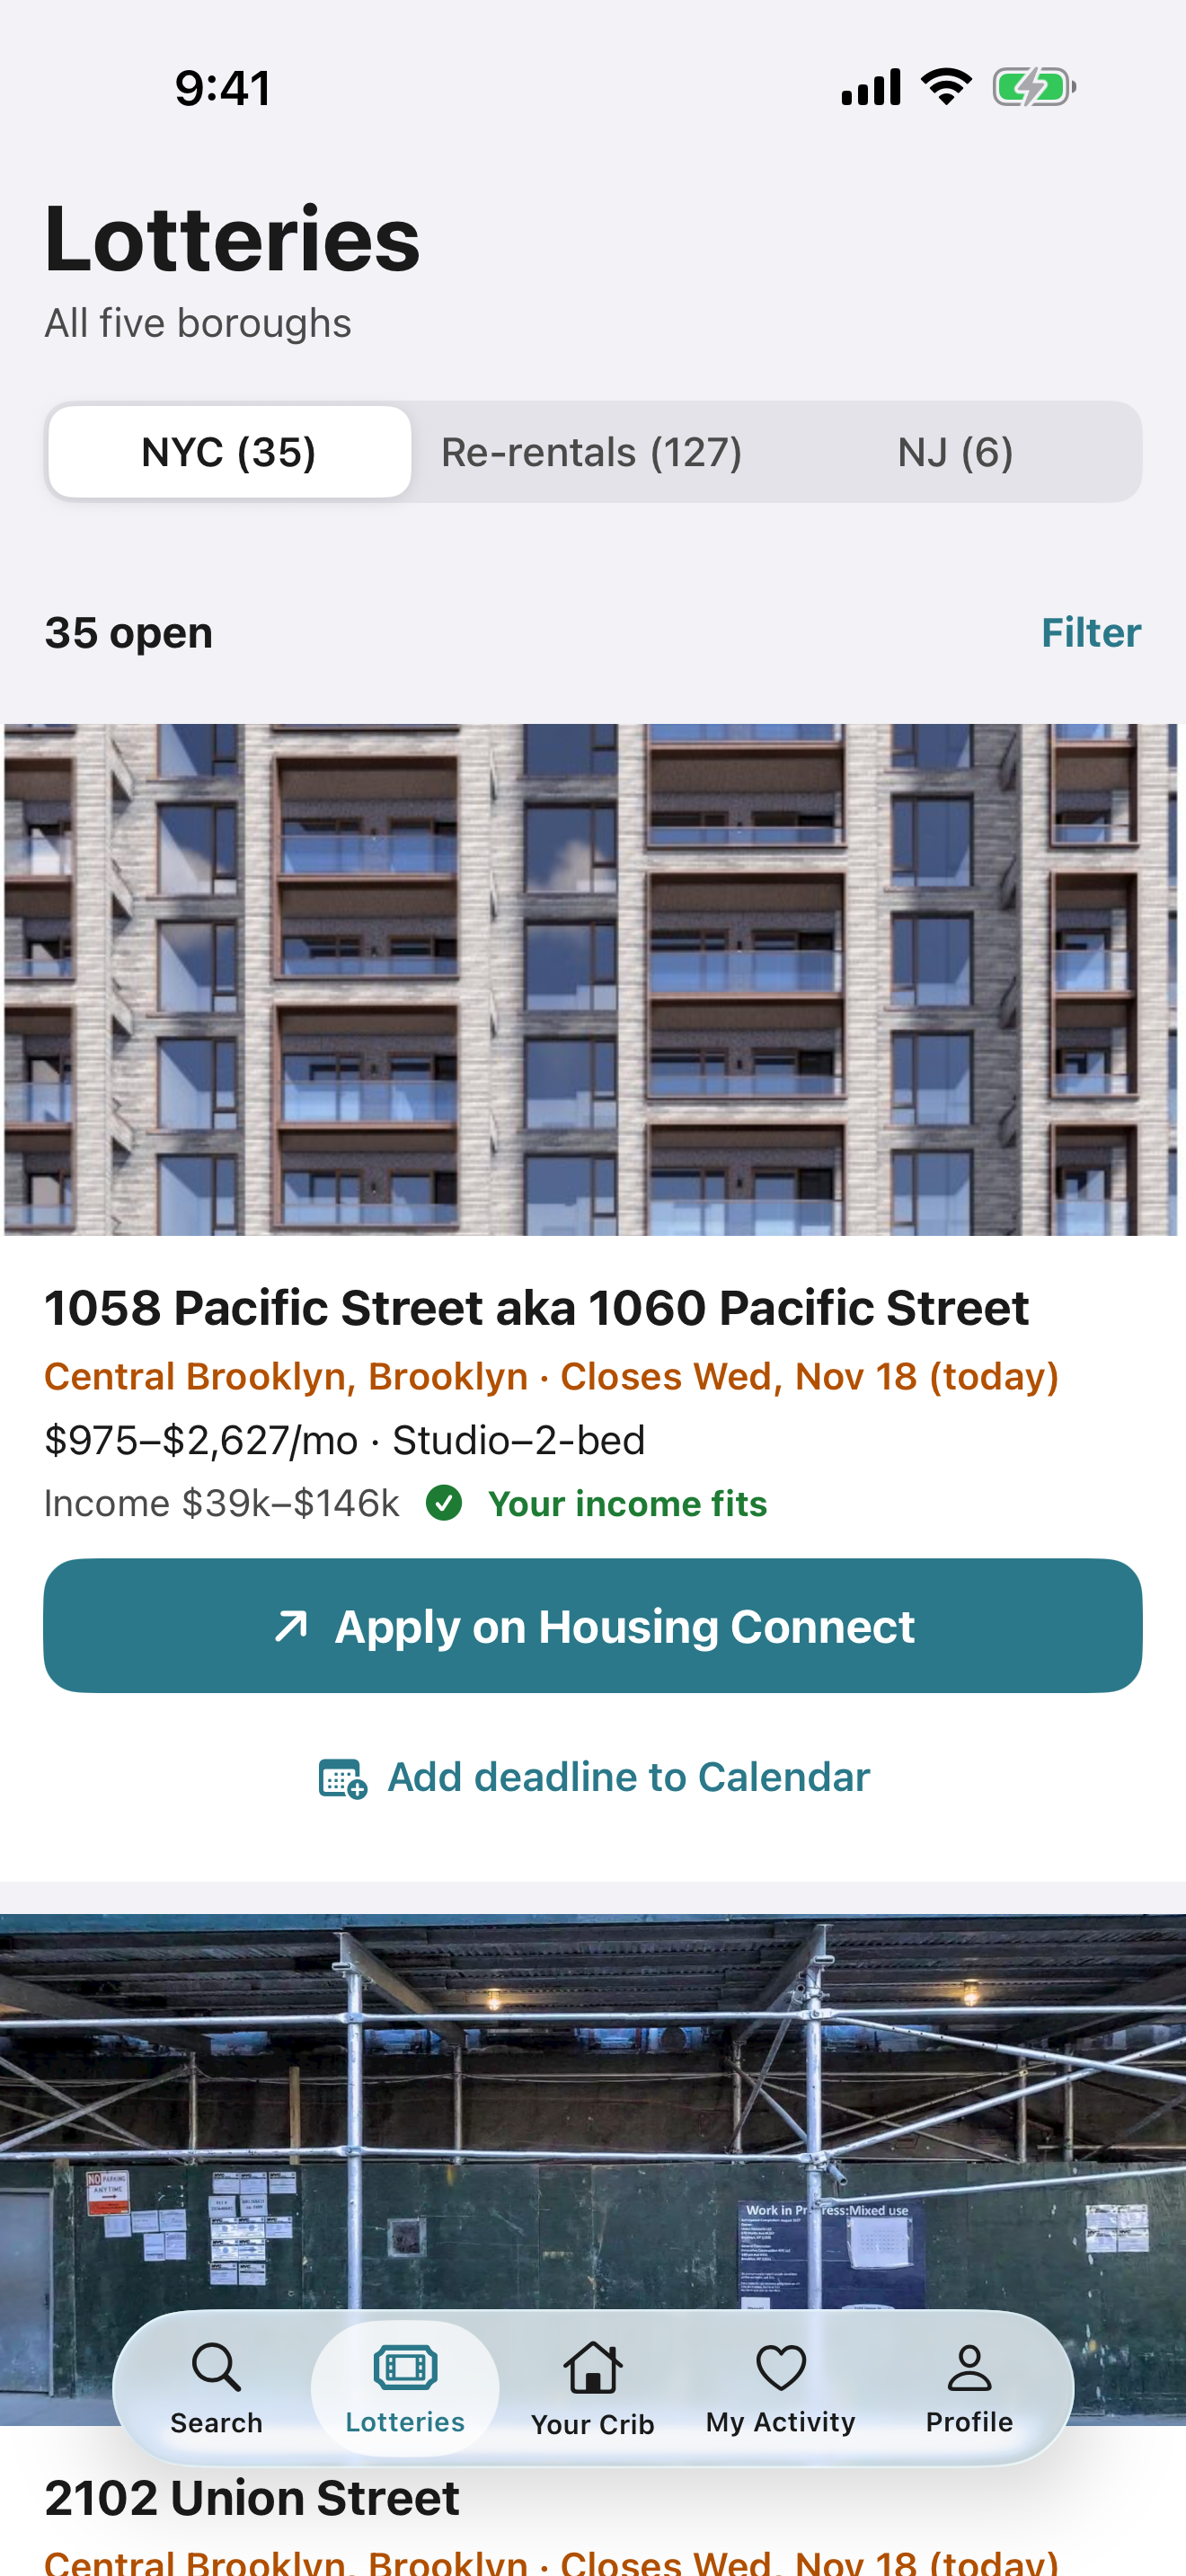 9:41
Lotteries
All five boroughs
NYC (35)
Re-rentals (127)
NJ (6)
35 open
Filter
1058 Pacific Street aka 1060 Pacific Street
Central Brooklyn, Brooklyn · Closes Wed, Nov 18 (today)
$975–$2,627/mo · Studio–2-bed
Income $39k–$146k
Your income fits
Apply on Housing Connect
Add deadline to Calendar
NO PARKING
ANYTIME
Work in Pr ress:Mixed use
Search
Lotteries
Your Crib
My Activity
Profile
2102 Union Street
Central Brooklyn, Brooklyn · Closes Wed, Nov 18 (today)